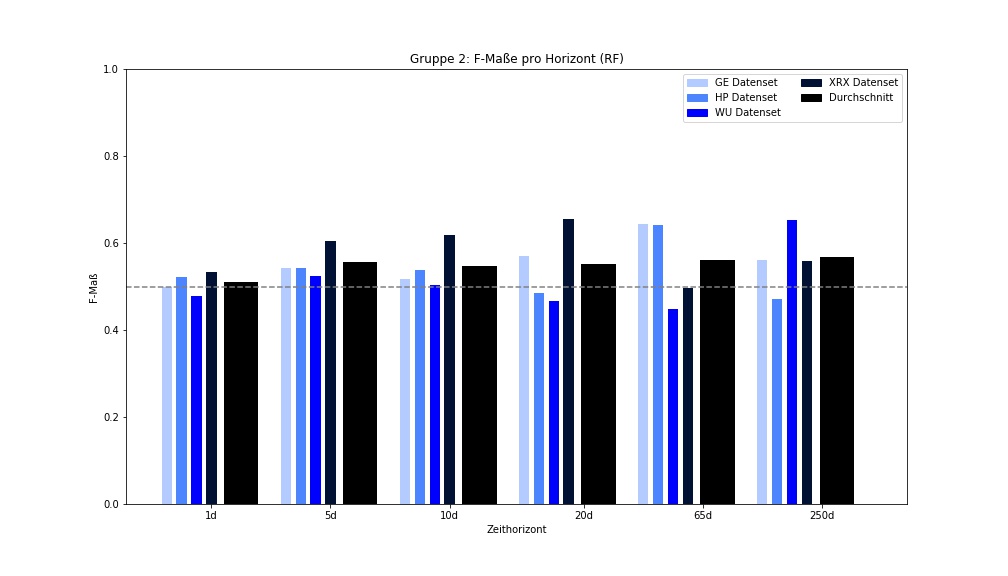 Gruppe 2: F-Maße pro Horizont (RF)
GE Datenset
HP Datenset
WU Datenset
XRX Datenset
Durchschnitt
1.0
0.8
0.6
0.4
0.2
0.0
F-Maß
1d 5d 10d 20d 65d 250d
Zeithorizont